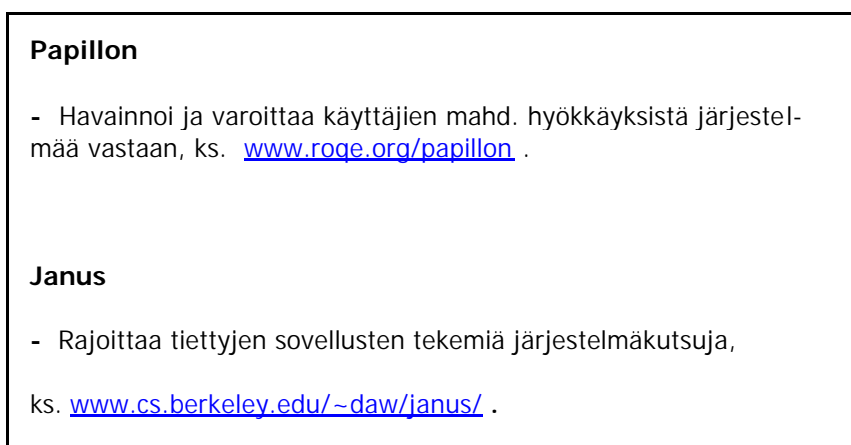 Papillon
- Havainnoi ja varoittaa käyttäjien mahd. hyökkäyksistä järjestel-
mää vastaan, ks. www.roqe.org/papillon .
Janus
- Rajoittaa tiettyjen sovellusten tekemiä järjestelmäkutsuja,
ks. www.cs.berkeley.edu/~daw/janus/ .